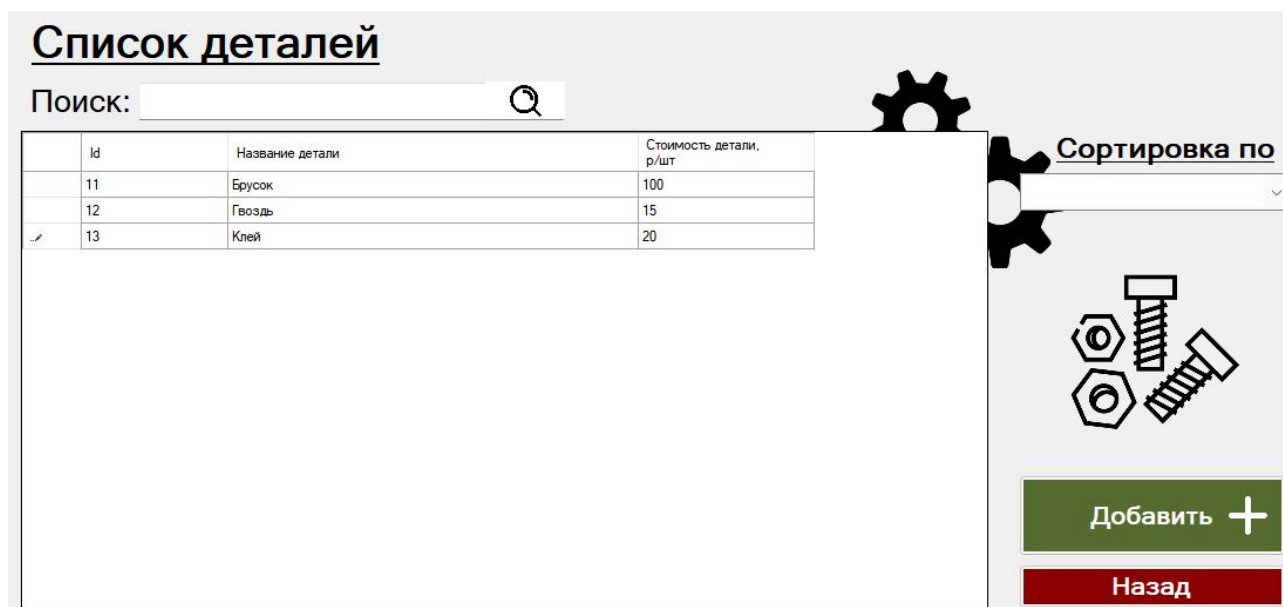 Список деталей
Поиск:
Сортировка по
Id Название детали Стоимость детали, р/шт
11 Брусок 100
12 Гвоздь 15
13 Клей 20
Добавить
Назад